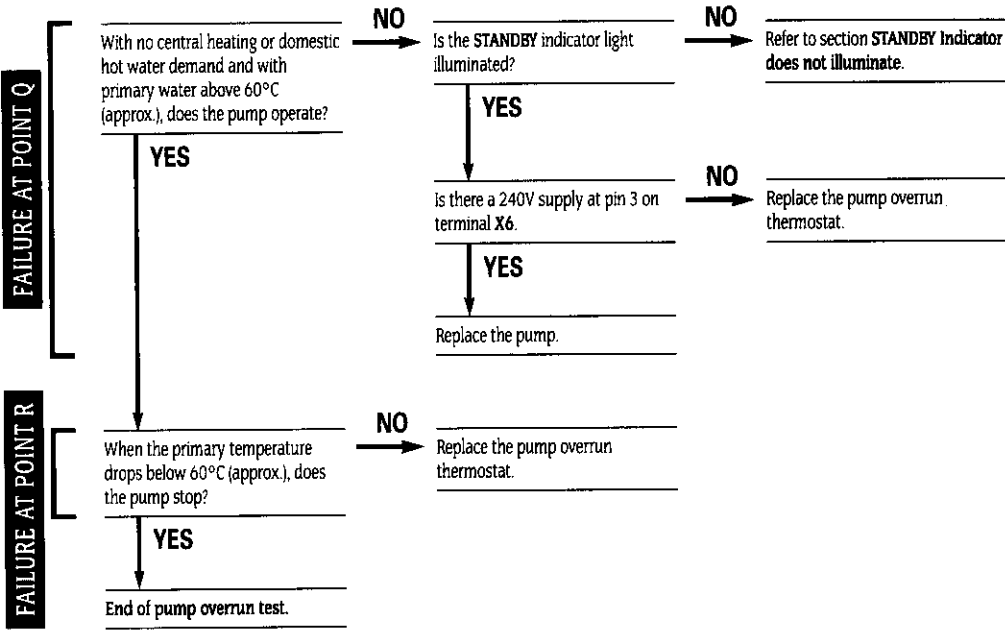 FAILURE AT POINT Q
With no central heating or domestic
hot water demand and with
primary water above 60°C
(approx.), does the pump operate?
NO
Is the STANDBY indicator light
illuminated?
NO
Refer to section STANDBY Indicator
does not illuminate.
YES
YES
Is there a 240V supply at pin 3 on
terminal X6.
NO
Replace the pump overrun
thermostat.
YES
Replace the pump.
FAILURE AT POINT R
When the primary temperature
drops below 60°C (approx.), does
the pump stop?
NO
Replace the pump overrun
thermostat.
YES
End of pump overrun test.